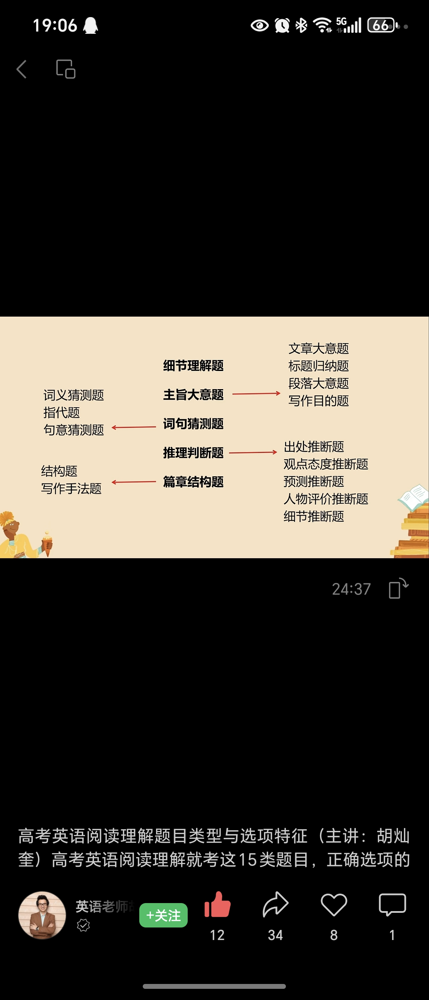 19:06
5G
66
细节理解题
主旨大意题
词句猜测题
推理判断题
篇章结构题
文章大意题
标题归纳题
段落大意题
写作目的题
词义猜测题
指代题
句意猜测题
出处推断题
观点态度推断题
预测推断题
人物评价推断题
细节推断题
结构题
写作手法题
24:37
高考英语阅读理解题目类型与选项特征（主讲：胡灿
奎）高考英语阅读理解就考这15类题目，正确选项的
英语老师
+关注
12
34
8
1